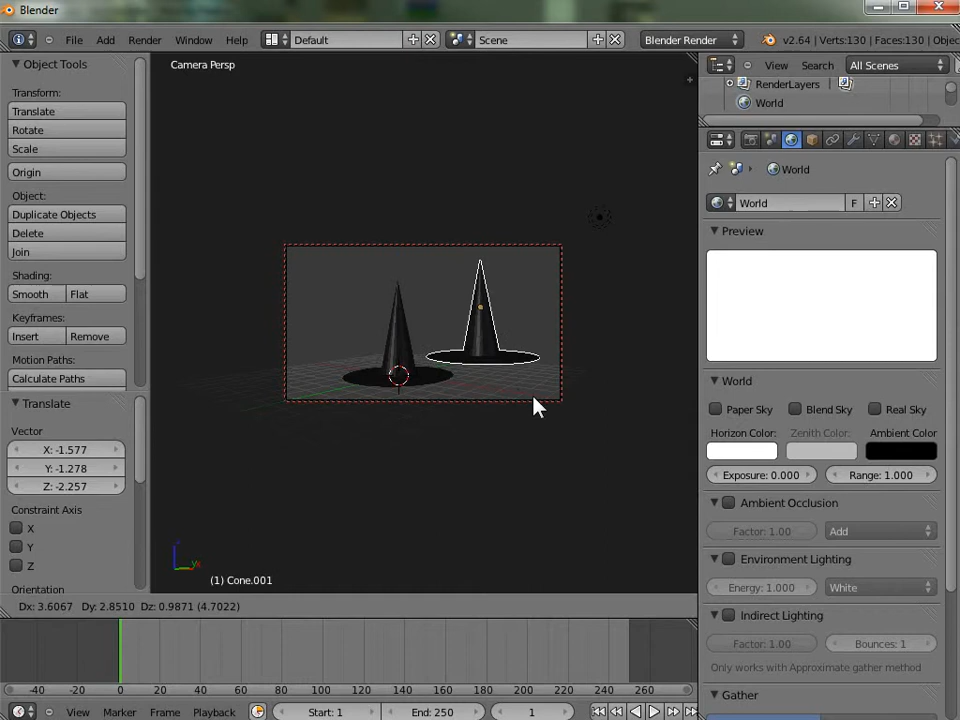 Blender
File Add Render Window Help Default Scene Blender Render v2.64 | Verts:130 | Faces:130 | Objec
Object Tools
Transform:
Translate
Rotate
Scale
Origin
Object:
Duplicate Objects
Delete
Join
Shading:
Smooth Flat
Keyframes:
Insert Remove
Motion Paths:
Calculate Paths
Translate
Vector
X: -1.577
Y: -1.278
Z: -2.257
Constraint Axis
X
Y
Z
Orientation
Camera Persp
(1) Cone.001
Dx: 3.6067 Dy: 2.8510 Dz: 0.9871 (4.7022)
-40 -20 0 20 40 60 80 100 120 140 160 180 200 220 240 260
View Marker Frame Playback Start: 1 End: 250 1
View Search All Scenes
RenderLayers
World
World
World F
Preview
World
Paper Sky Blend Sky Real Sky
Horizon Color: Zenith Color: Ambient Color
Exposure: 0.000 Range: 1.000
Ambient Occlusion
Factor: 1.00 Add
Environment Lighting
Energy: 1.000 White
Indirect Lighting
Factor: 1.00 Bounces: 1
Only works with Approximate gather method
Gather